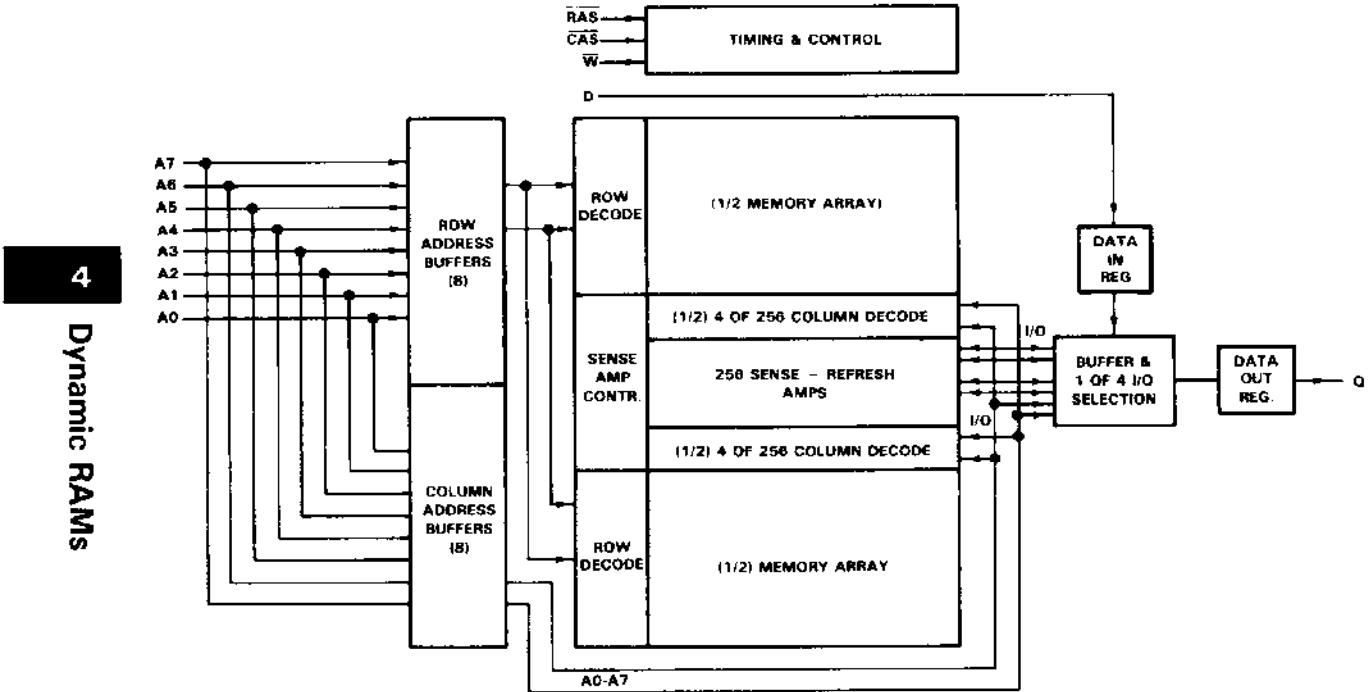 R̅A̅S̅
C̅A̅S̅
W̅
TIMING & CONTROL
D
A7
A6
A5
A4
A3
A2
A1
A0
ROW
ADDRESS
BUFFERS
(8)
COLUMN
ADDRESS
BUFFERS
(8)
ROW
DECODE
(1/2 MEMORY ARRAY)
SENSE
AMP
CONTR.
(1/2) 4 OF 256 COLUMN DECODE
256 SENSE – REFRESH
AMPS
(1/2) 4 OF 256 COLUMN DECODE
ROW
DECODE
(1/2) MEMORY ARRAY
I/O
I/O
DATA
IN
REG
BUFFER &
1 OF 4 I/O
SELECTION
DATA
OUT
REG.
Q
A0-A7
4
Dynamic RAMs